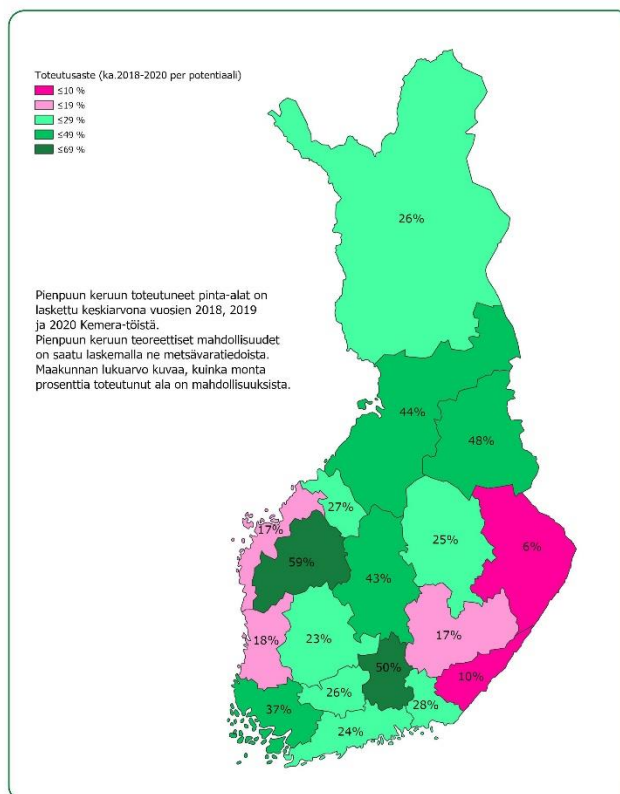 Toteutusaste (ka.2018-2020 per potentiaali)
≤10 %
≤19 %
≤29 %
≤49 %
≤69 %
26%
Pienpuun keruun toteutuneet pinta-alat on
laskettu keskiarvona vuosien 2018, 2019
ja 2020 Kemera-töistä.
Pienpuun keruun teoreettiset mahdollisuudet
on saatu laskemalla ne metsävaratiedoista.
Maakunnan lukuarvo kuvaa, kuinka monta
prosenttia toteutunut ala on mahdollisuuksista.
44%
48%
27%
17%
25%
6%
59%
43%
18%
23%
17%
50%
10%
26%
37%
28%
24%